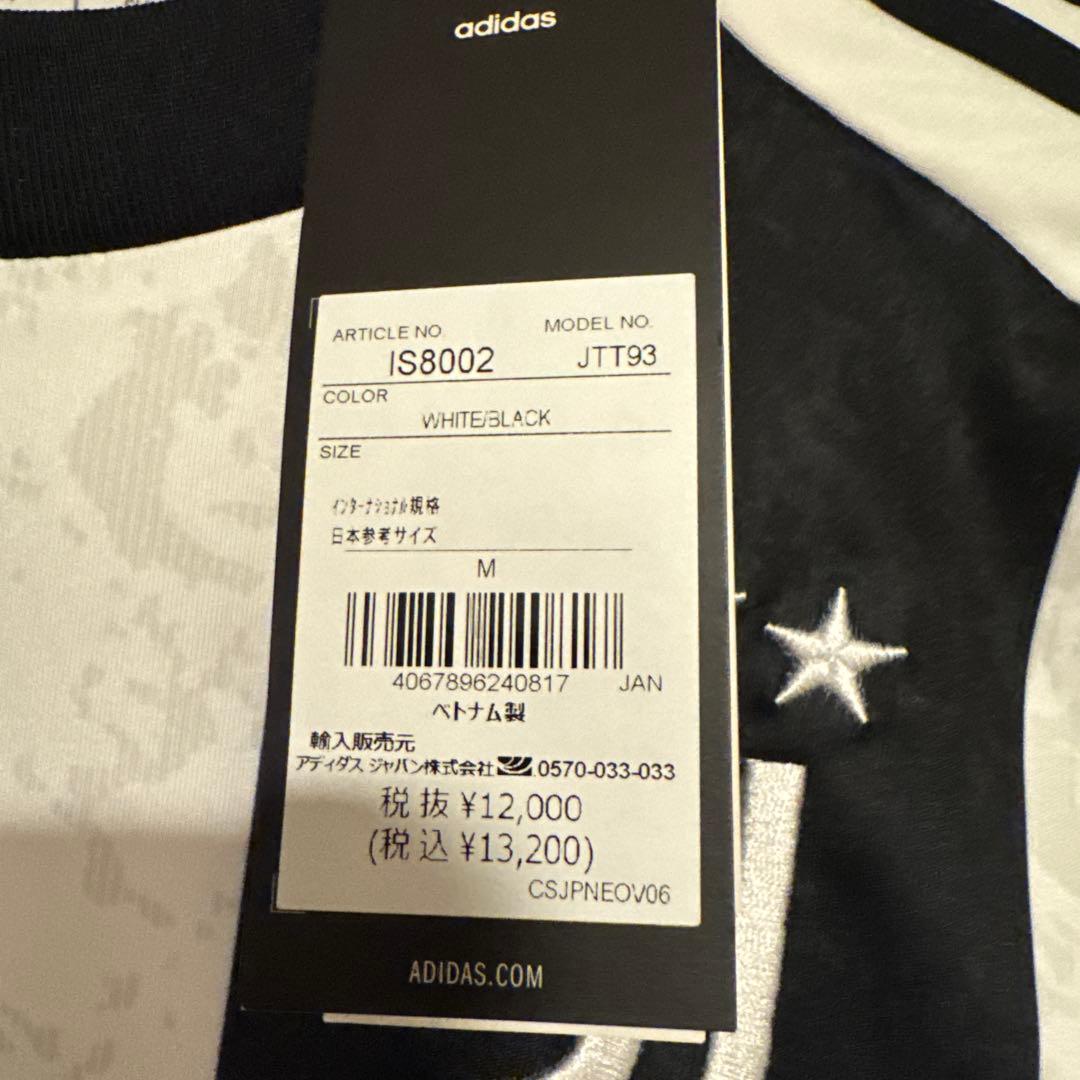 adidas
ARTICLE NO. MODEL NO.
IS8002 JTT93
COLOR
WHITE/BLACK
SIZE
インターナショナル規格
日本参考サイズ
M
4067896240817 JAN
ベトナム製
輸入販売元
アディダス ジャパン株式会社 0570-033-033
税 抜 ¥12,000
(税 込 ¥13,200)
CSJPNEOV06
ADIDAS.COM